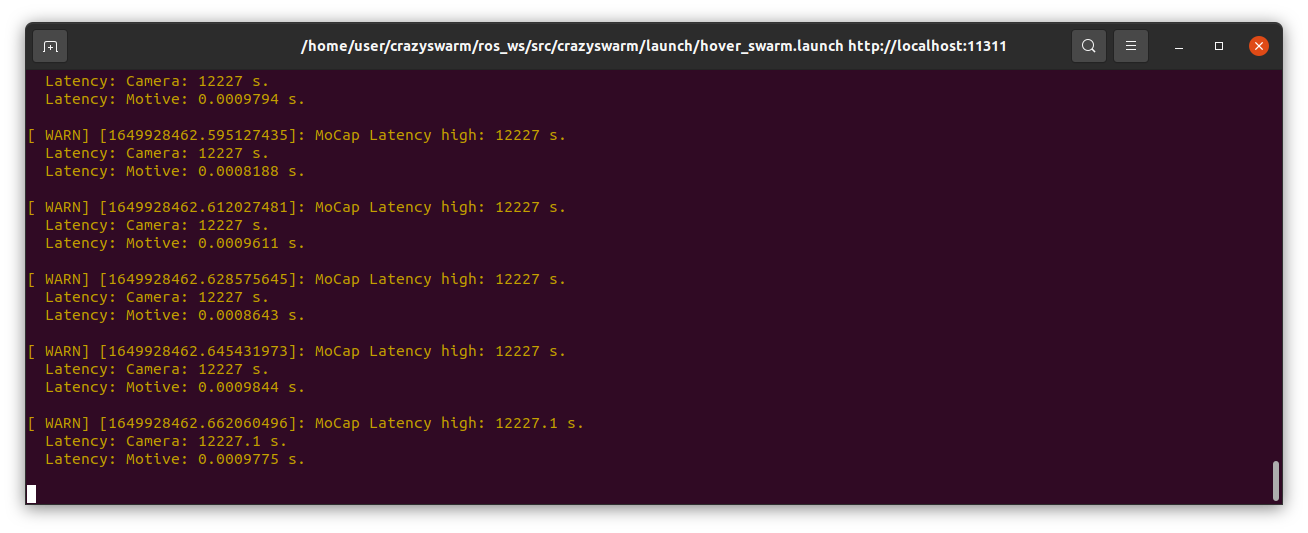 /home/user/crazyswarm/ros_ws/src/crazyswarm/launch/hover_swarm.launch http://localhost:11311
Latency: Camera: 12227 s.
Latency: Motive: 0.0009794 s.
[ WARN] [1649928462.595127435]: MoCap Latency high: 12227 s.
Latency: Camera: 12227 s.
Latency: Motive: 0.0008188 s.
[ WARN] [1649928462.612027481]: MoCap Latency high: 12227 s.
Latency: Camera: 12227 s.
Latency: Motive: 0.0009611 s.
[ WARN] [1649928462.628575645]: MoCap Latency high: 12227 s.
Latency: Camera: 12227 s.
Latency: Motive: 0.0008643 s.
[ WARN] [1649928462.645431973]: MoCap Latency high: 12227 s.
Latency: Camera: 12227 s.
Latency: Motive: 0.0009844 s.
[ WARN] [1649928462.662060496]: MoCap Latency high: 12227.1 s.
Latency: Camera: 12227.1 s.
Latency: Motive: 0.0009775 s.